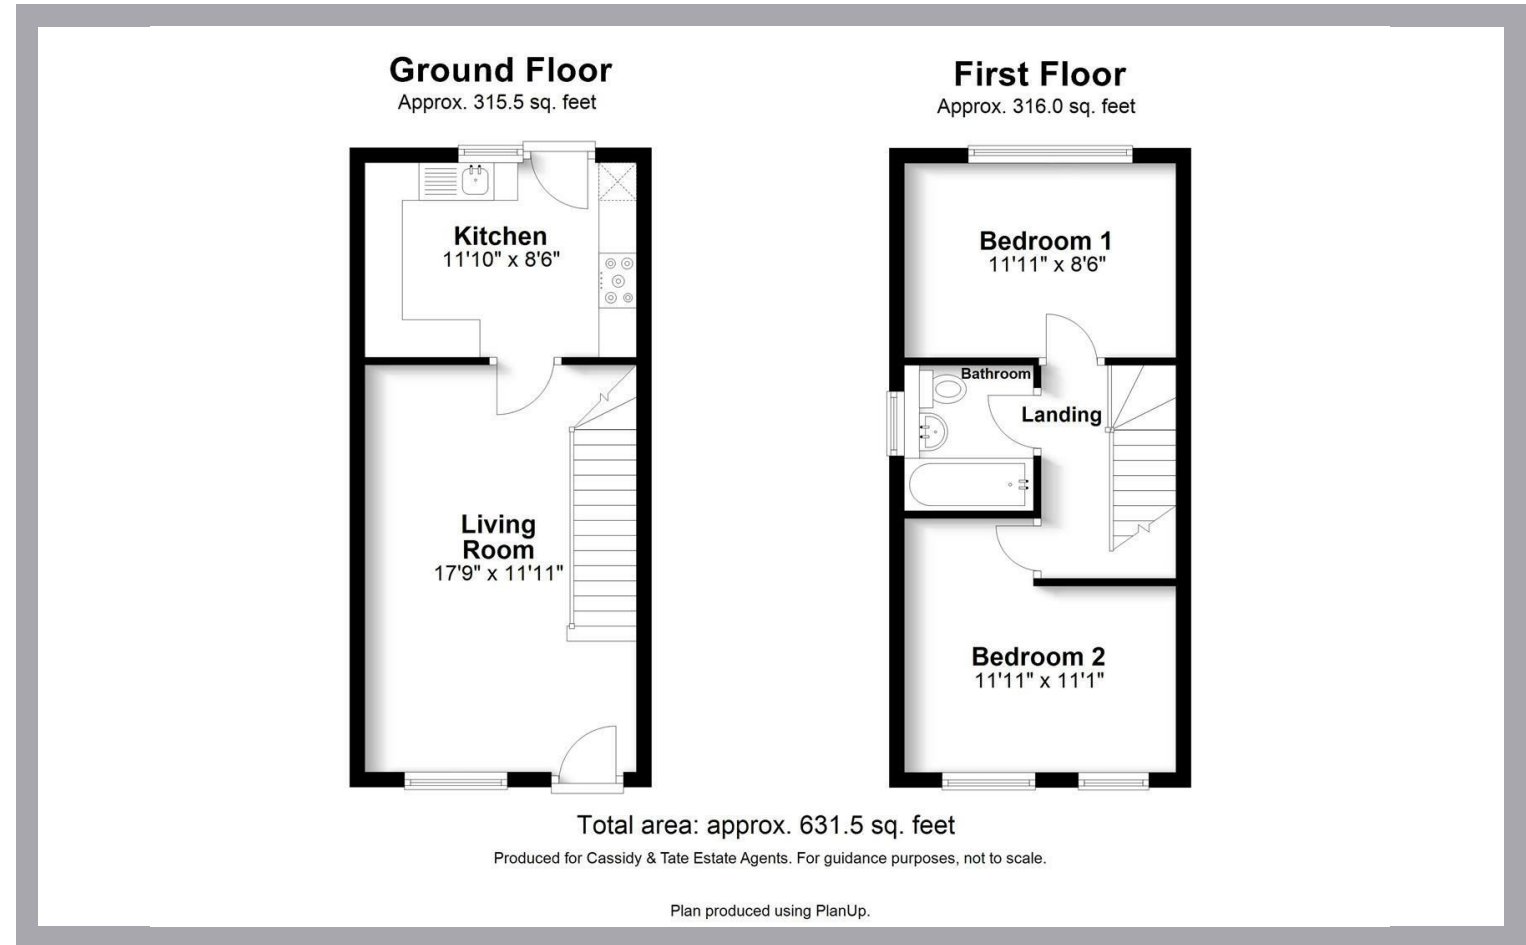 Ground Floor
Approx. 315.5 sq. feet
Kitchen
11'10" x 8'6"
Living
Room
17'9" x 11'11"
First Floor
Approx. 316.0 sq. feet
Bedroom 1
11'11" x 8'6"
Bathroom
Landing
Bedroom 2
11'11" x 11'1"
Total area: approx. 631.5 sq. feet
Produced for Cassidy & Tate Estate Agents. For guidance purposes, not to scale.
Plan produced using PlanUp.